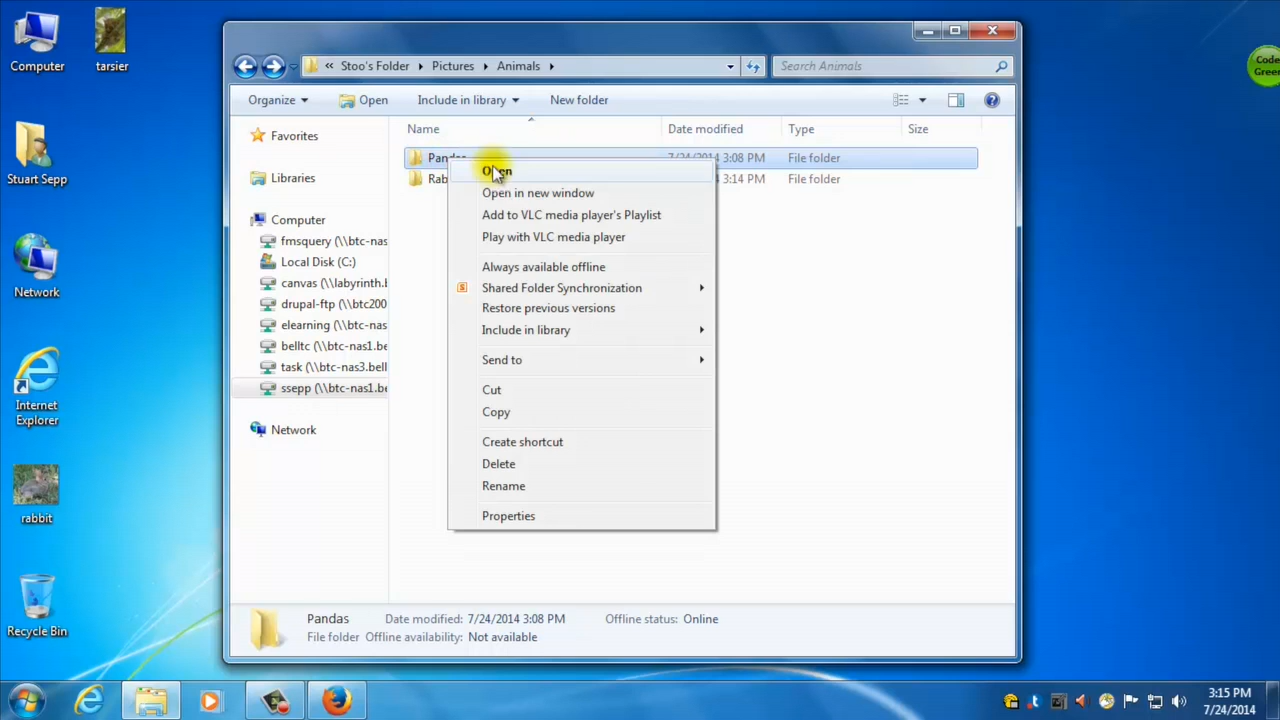 Computer
tarsier
Stuart Sepp
Network
Internet
Explorer
rabbit
Recycle Bin
« Stoo's Folder Pictures Animals
Search Animals
Organize Open Include in library New folder
Favorites
Libraries
Computer
fmsquery (\\btc-nas
Local Disk (C:)
canvas (\\labyrinth.
drupal-ftp (\\btc200
elearning (\\btc-nas
belltc (\\btc-nas1.be
task (\\btc-nas3.bell
ssepp (\\btc-nas1.be
Network
Name Date modified Type Size
Pandas 7/24/2014 3:08 PM File folder
Rab 3:14 PM File folder
Open
Open in new window
Add to VLC media player's Playlist
Play with VLC media player
Always available offline
Shared Folder Synchronization
Restore previous versions
Include in library
Send to
Cut
Copy
Create shortcut
Delete
Rename
Properties
Pandas Date modified: 7/24/2014 3:08 PM Offline status: Online
File folder Offline availability: Not available
Code
Green
3:15 PM
7/24/2014